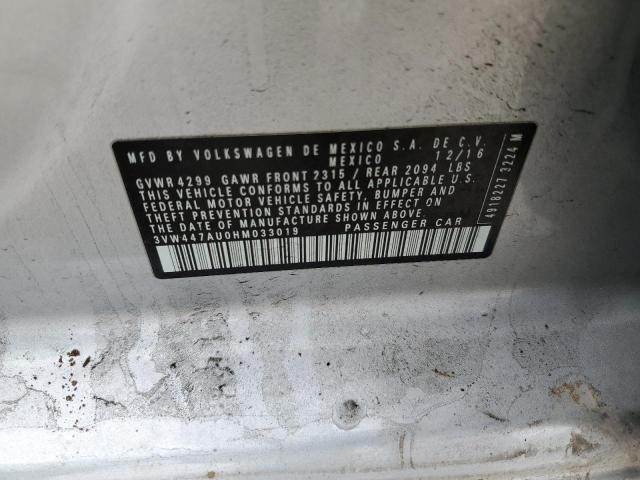 MFD BY VOLKSWAGEN DE MEXICO S.A. DE C.V.
MEXICO 12/16
GVWR 4299 GAWR FRONT 2315 / REAR 2094 LBS
THIS VEHICLE CONFORMS TO ALL APPLICABLE U.S.
FEDERAL MOTOR VEHICLE SAFETY, BUMPER AND
THEFT PREVENTION STANDARDS IN EFFECT ON
THE DATE OF MANUFACTURE SHOWN ABOVE.
3VW447AU0HM033019 PASSENGER CAR
4918227 3224 M